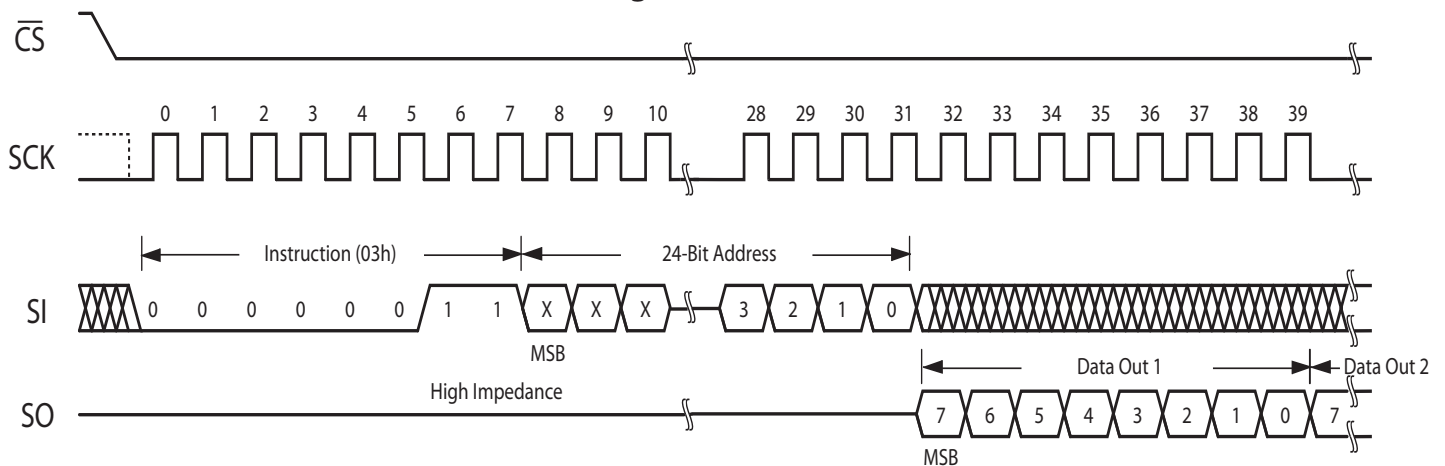 CS
SCK
0 1 2 3 4 5 6 7 8 9 10 28 29 30 31 32 33 34 35 36 37 38 39
Instruction (03h) 24-Bit Address
SI
0 0 0 0 0 0 1 1 X X X 3 2 1 0
MSB
Data Out 1 Data Out 2
High Impedance
SO
7 6 5 4 3 2 1 0 7
MSB